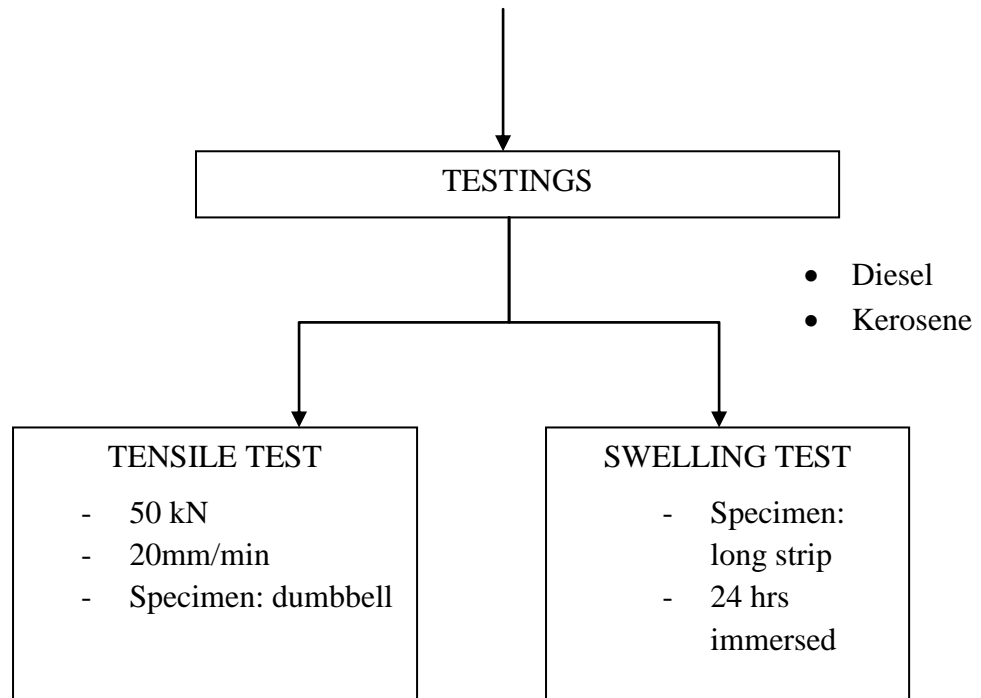 TESTINGS
• Diesel
• Kerosene
TENSILE TEST
- 50 kN
- 20mm/min
- Specimen: dumbbell
SWELLING TEST
- Specimen:
long strip
- 24 hrs
immersed